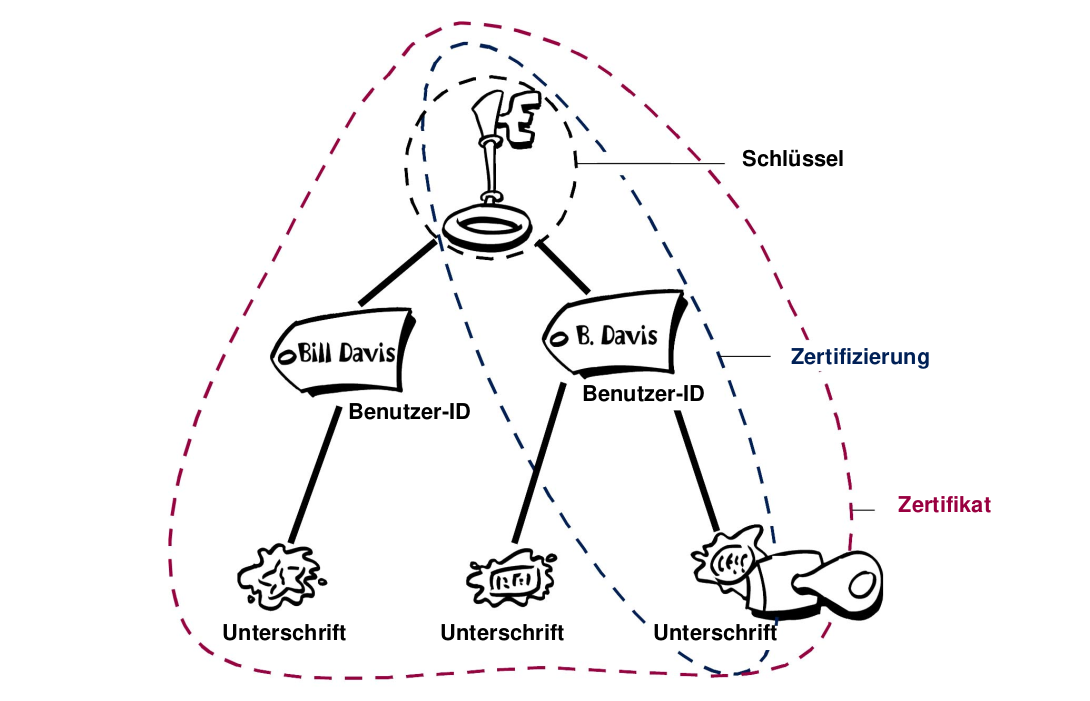 Schlüssel
Bill Davis
B. Davis
Zertifizierung
Benutzer-ID
Benutzer-ID
Zertifikat
Unterschrift
Unterschrift
Unterschrift